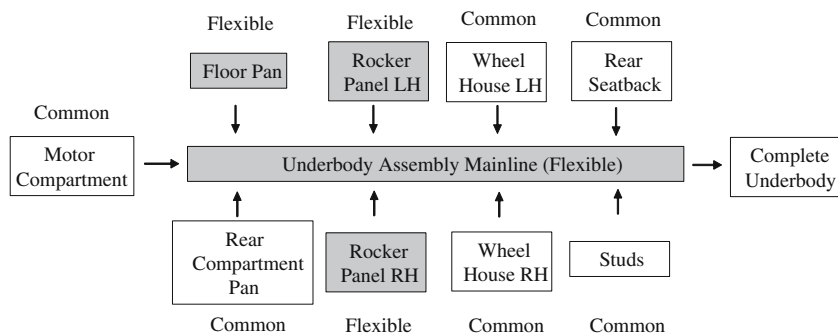 Flexible
Flexible
Common
Common
Floor Pan
Rocker
Panel LH
Wheel
House LH
Rear
Seatback
Common
Motor
Compartment
Underbody Assembly Mainline (Flexible)
Complete
Underbody
Rear
Compartment
Pan
Rocker
Panel RH
Wheel
House RH
Studs
Common
Flexible
Common
Common